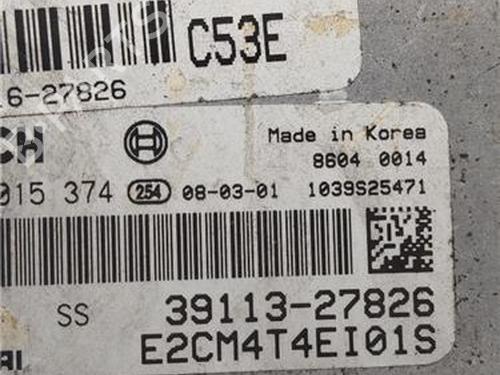 C53E
6-27826
CH
Made in Korea
8604 0014
015 374 254 08-03-01 1039S25471
SS 39113-27826
E2CM4T4EI01S
AI